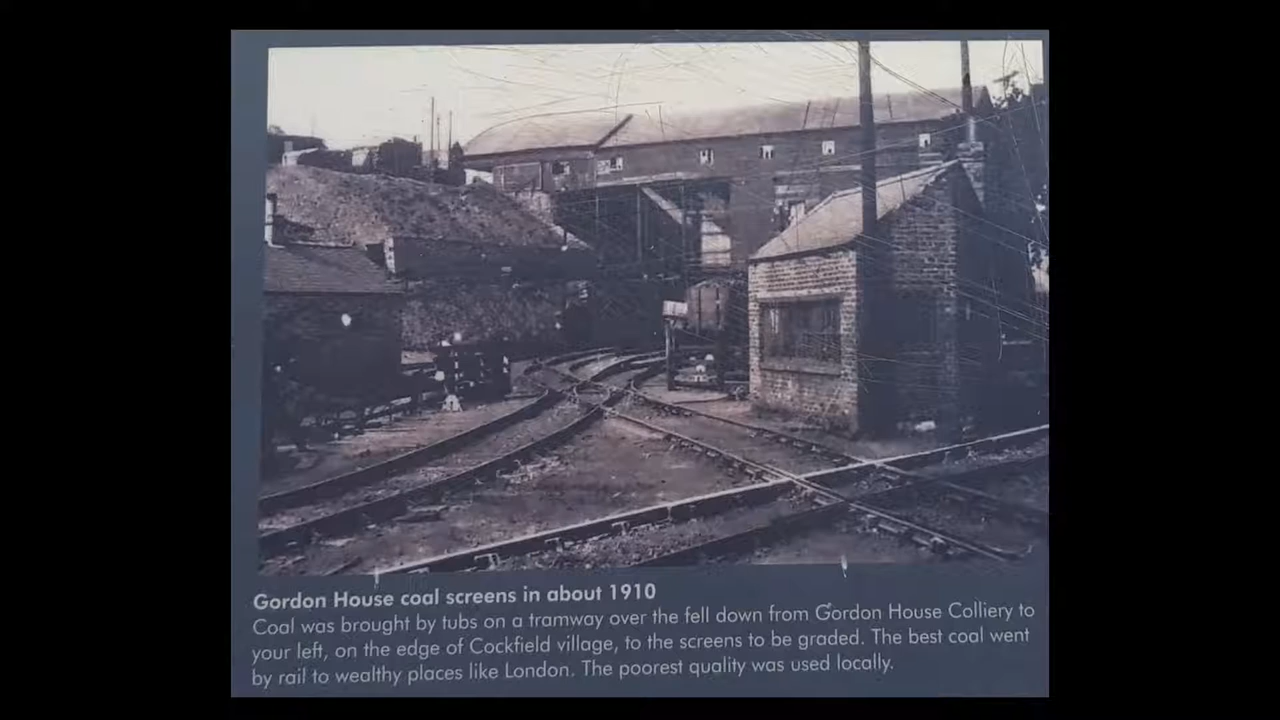 Gordon House coal screens in about 1910
Coal was brought by tubs on a tramway over the fell down from Gordon House Colliery to
your left, on the edge of Cockfield village, to the screens to be graded. The best coal went
by rail to wealthy places like London. The poorest quality was used locally.